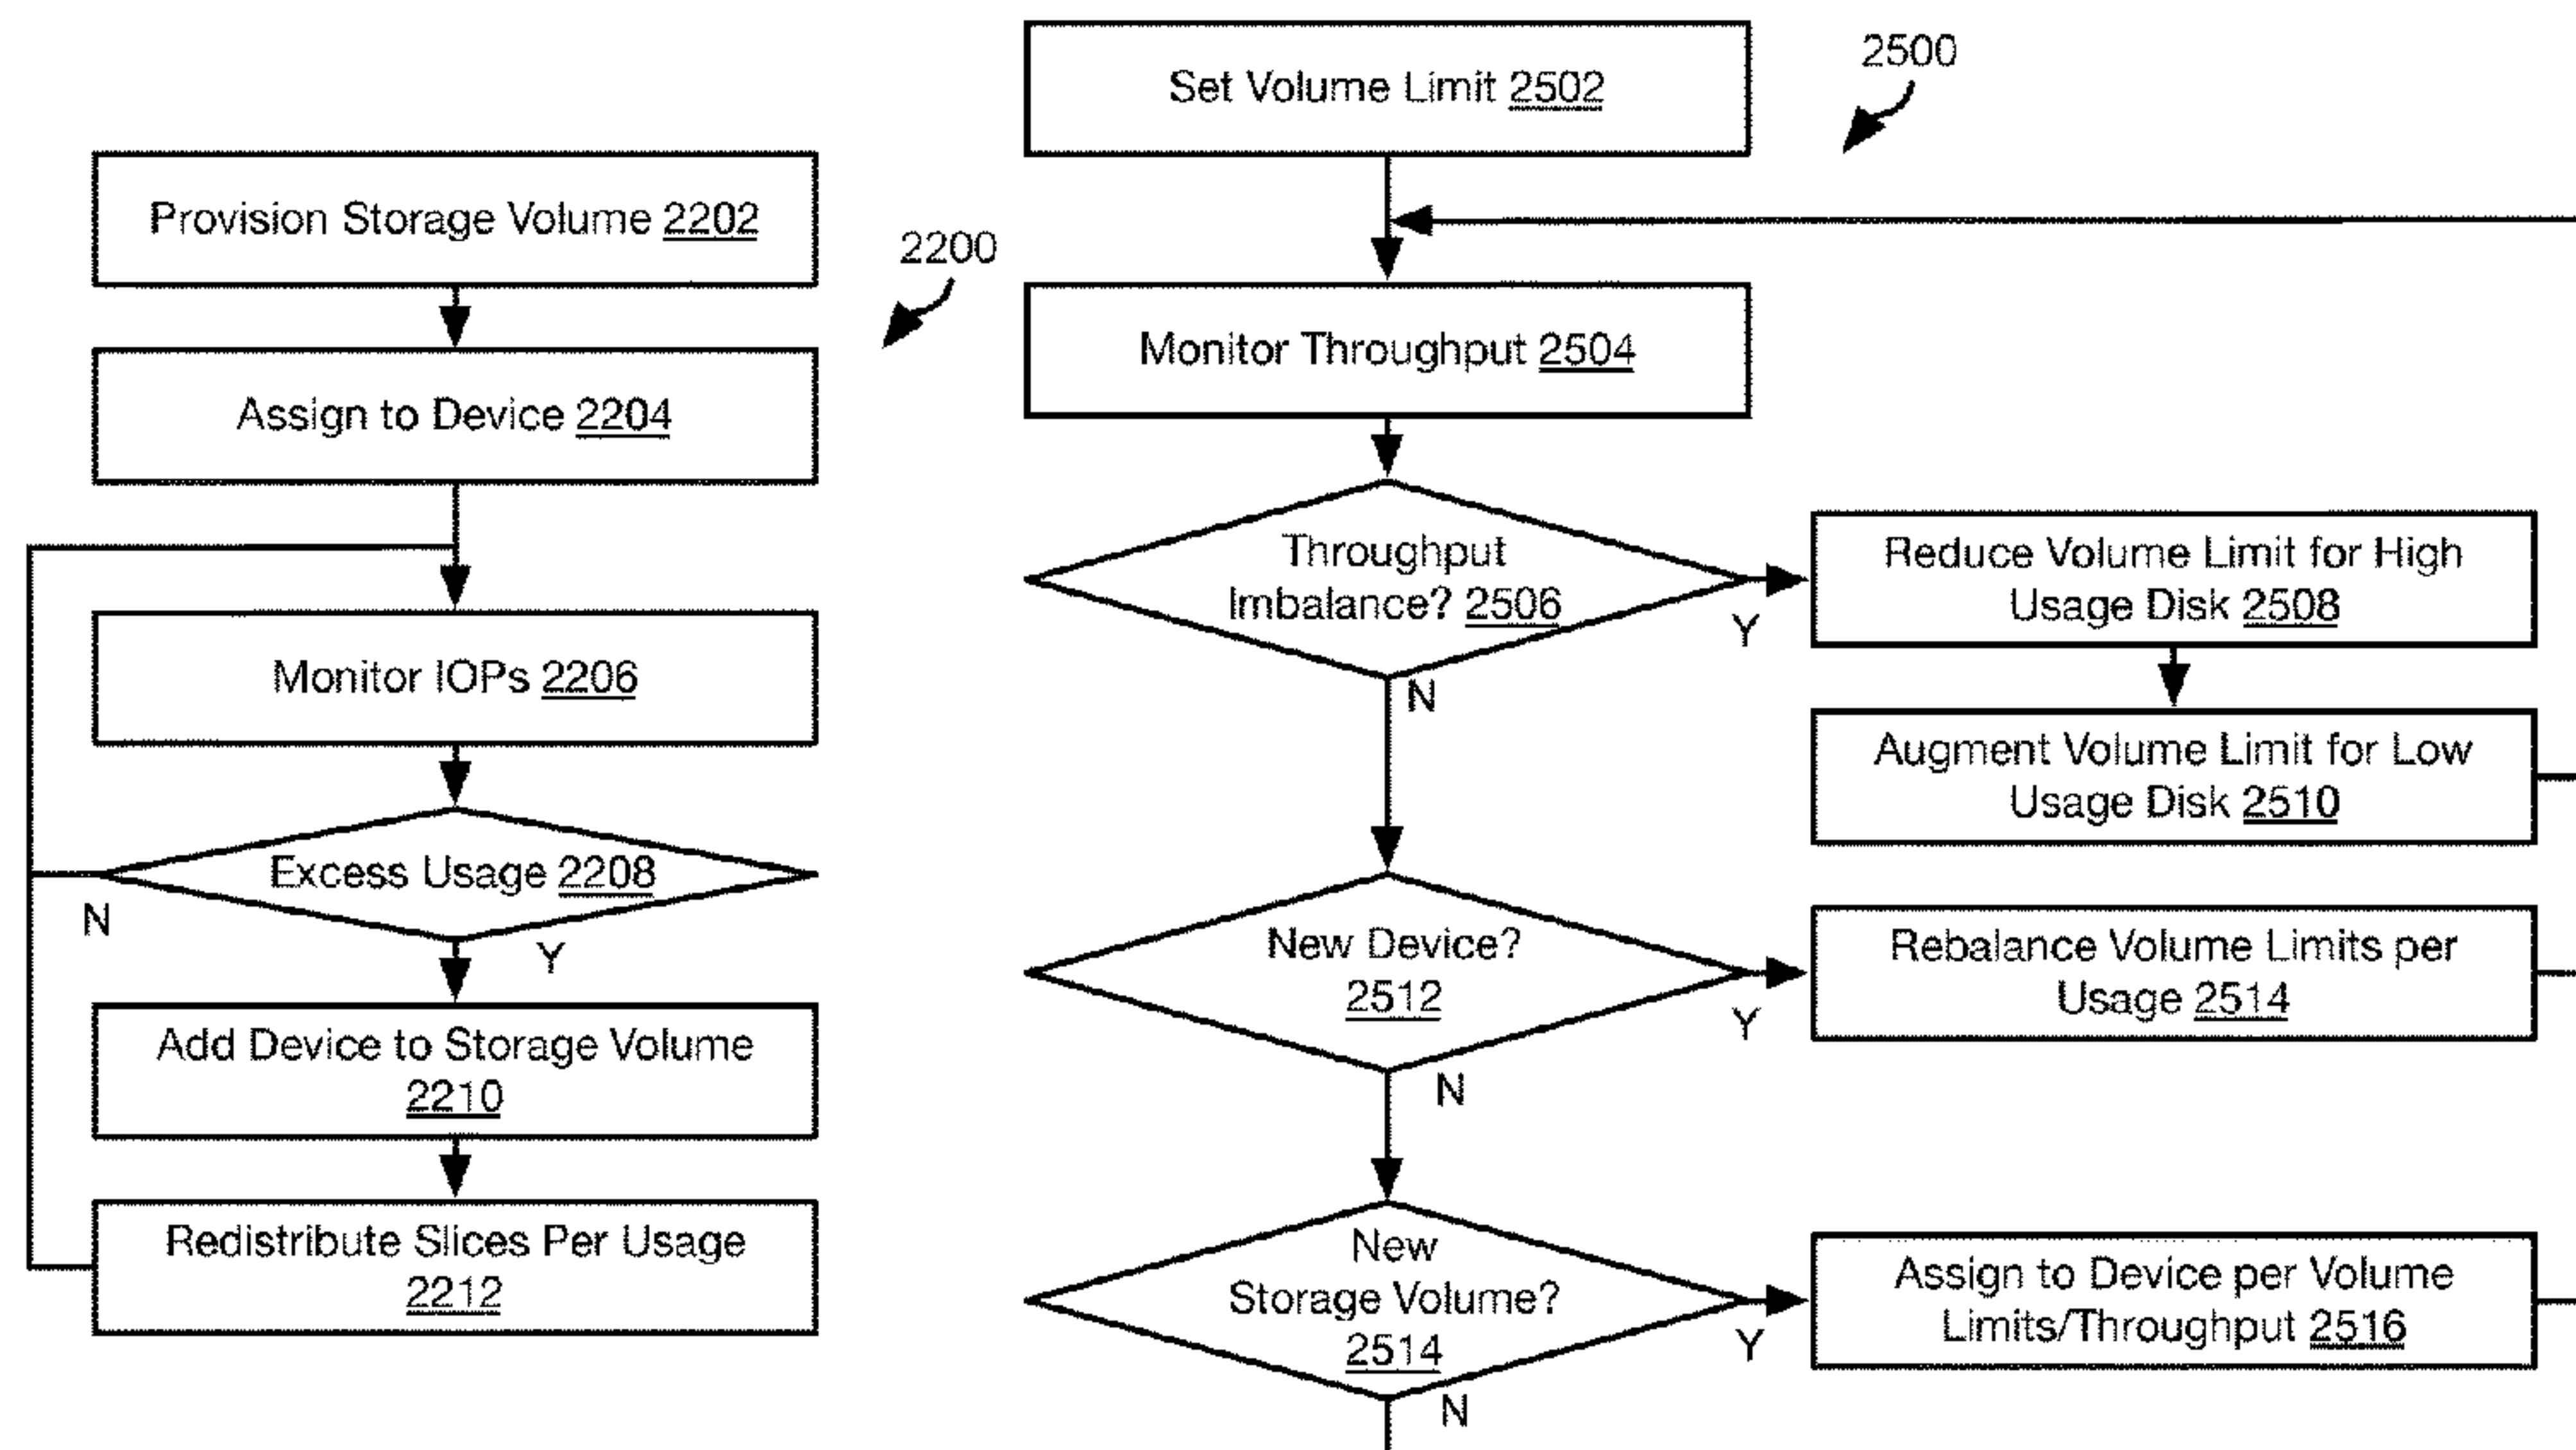 Provision Storage Volume 2202
2200
Assign to Device 2204
Monitor IOPs 2206
Excess Usage 2208
N
Y
Add Device to Storage Volume
2210
Redistribute Slices Per Usage
2212
Set Volume Limit 2502
2500
Monitor Throughput 2504
Throughput
Imbalance? 2506
Y
N
Reduce Volume Limit for High
Usage Disk 2508
Augment Volume Limit for Low
Usage Disk 2510
New Device?
2512
Y
N
Rebalance Volume Limits per
Usage 2514
New
Storage Volume?
2514
Y
N
Assign to Device per Volume
Limits/Throughput 2516